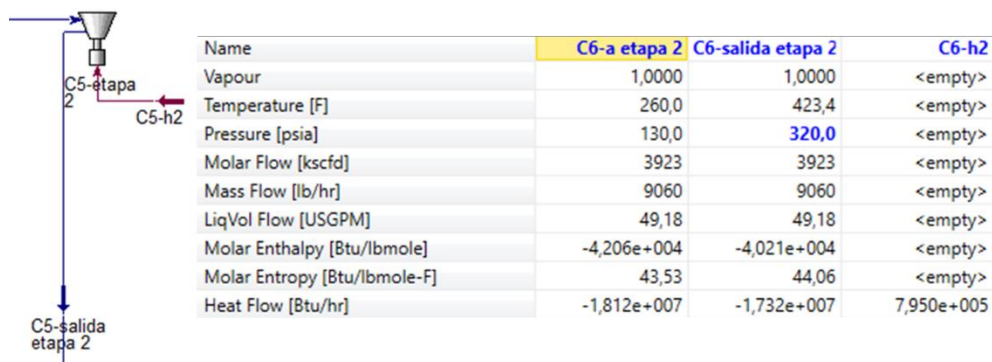 C5-etapa
2
C5-h2
C5-salida
etapa 2
Name C6-a etapa 2 C6-salida etapa 2 C6-h2
Vapour 1,0000 1,0000 <empty>
Temperature [F] 260,0 423,4 <empty>
Pressure [psia] 130,0 320,0 <empty>
Molar Flow [kscfd] 3923 3923 <empty>
Mass Flow [lb/hr] 9060 9060 <empty>
LiqVol Flow [USGPM] 49,18 49,18 <empty>
Molar Enthalpy [Btu/lbmole] -4,206e+004 -4,021e+004 <empty>
Molar Entropy [Btu/lbmole-F] 43,53 44,06 <empty>
Heat Flow [Btu/hr] -1,812e+007 -1,732e+007 7,950e+005